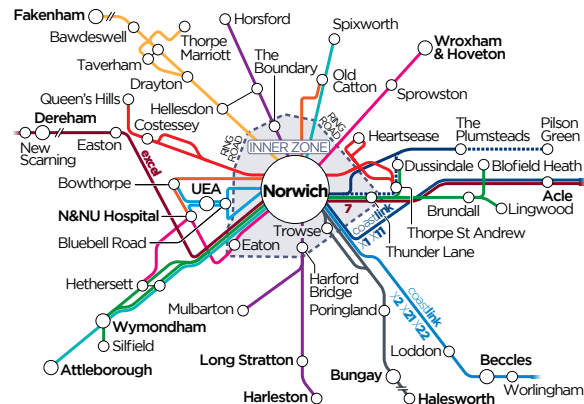 Fakenham
Horsford
Spixworth
Bawdeswell
Thorpe
Marriott
The
Boundary
Wroxham
& Hoveton
Taverham
Old
Catton
Drayton
Sprowston
Queen's Hills
Hellesdon
RING
ROAD
RING
ROAD
Heartsease
The
Plumsteads
Pilson
Green
Dereham
Costessey
INNER ZONE
Dussindale
Blofield Heath
New
Scarning
Easton
excel
Bowthorpe
UEA
Norwich
7
Acle
N&NU Hospital
Brundall
Lingwood
Bluebell Road
Eaton
Trowse
coastlink
X1 X11
Thorpe St Andrew
Thunder Lane
Hethersett
Harford
Bridge
Mulbarton
Poringland
coastlink
X2 X21 X22
Wymondham
Silfield
Attleborough
Long Stratton
Loddon
Beccles
Bungay
Worlingham
Harleston
Halesworth